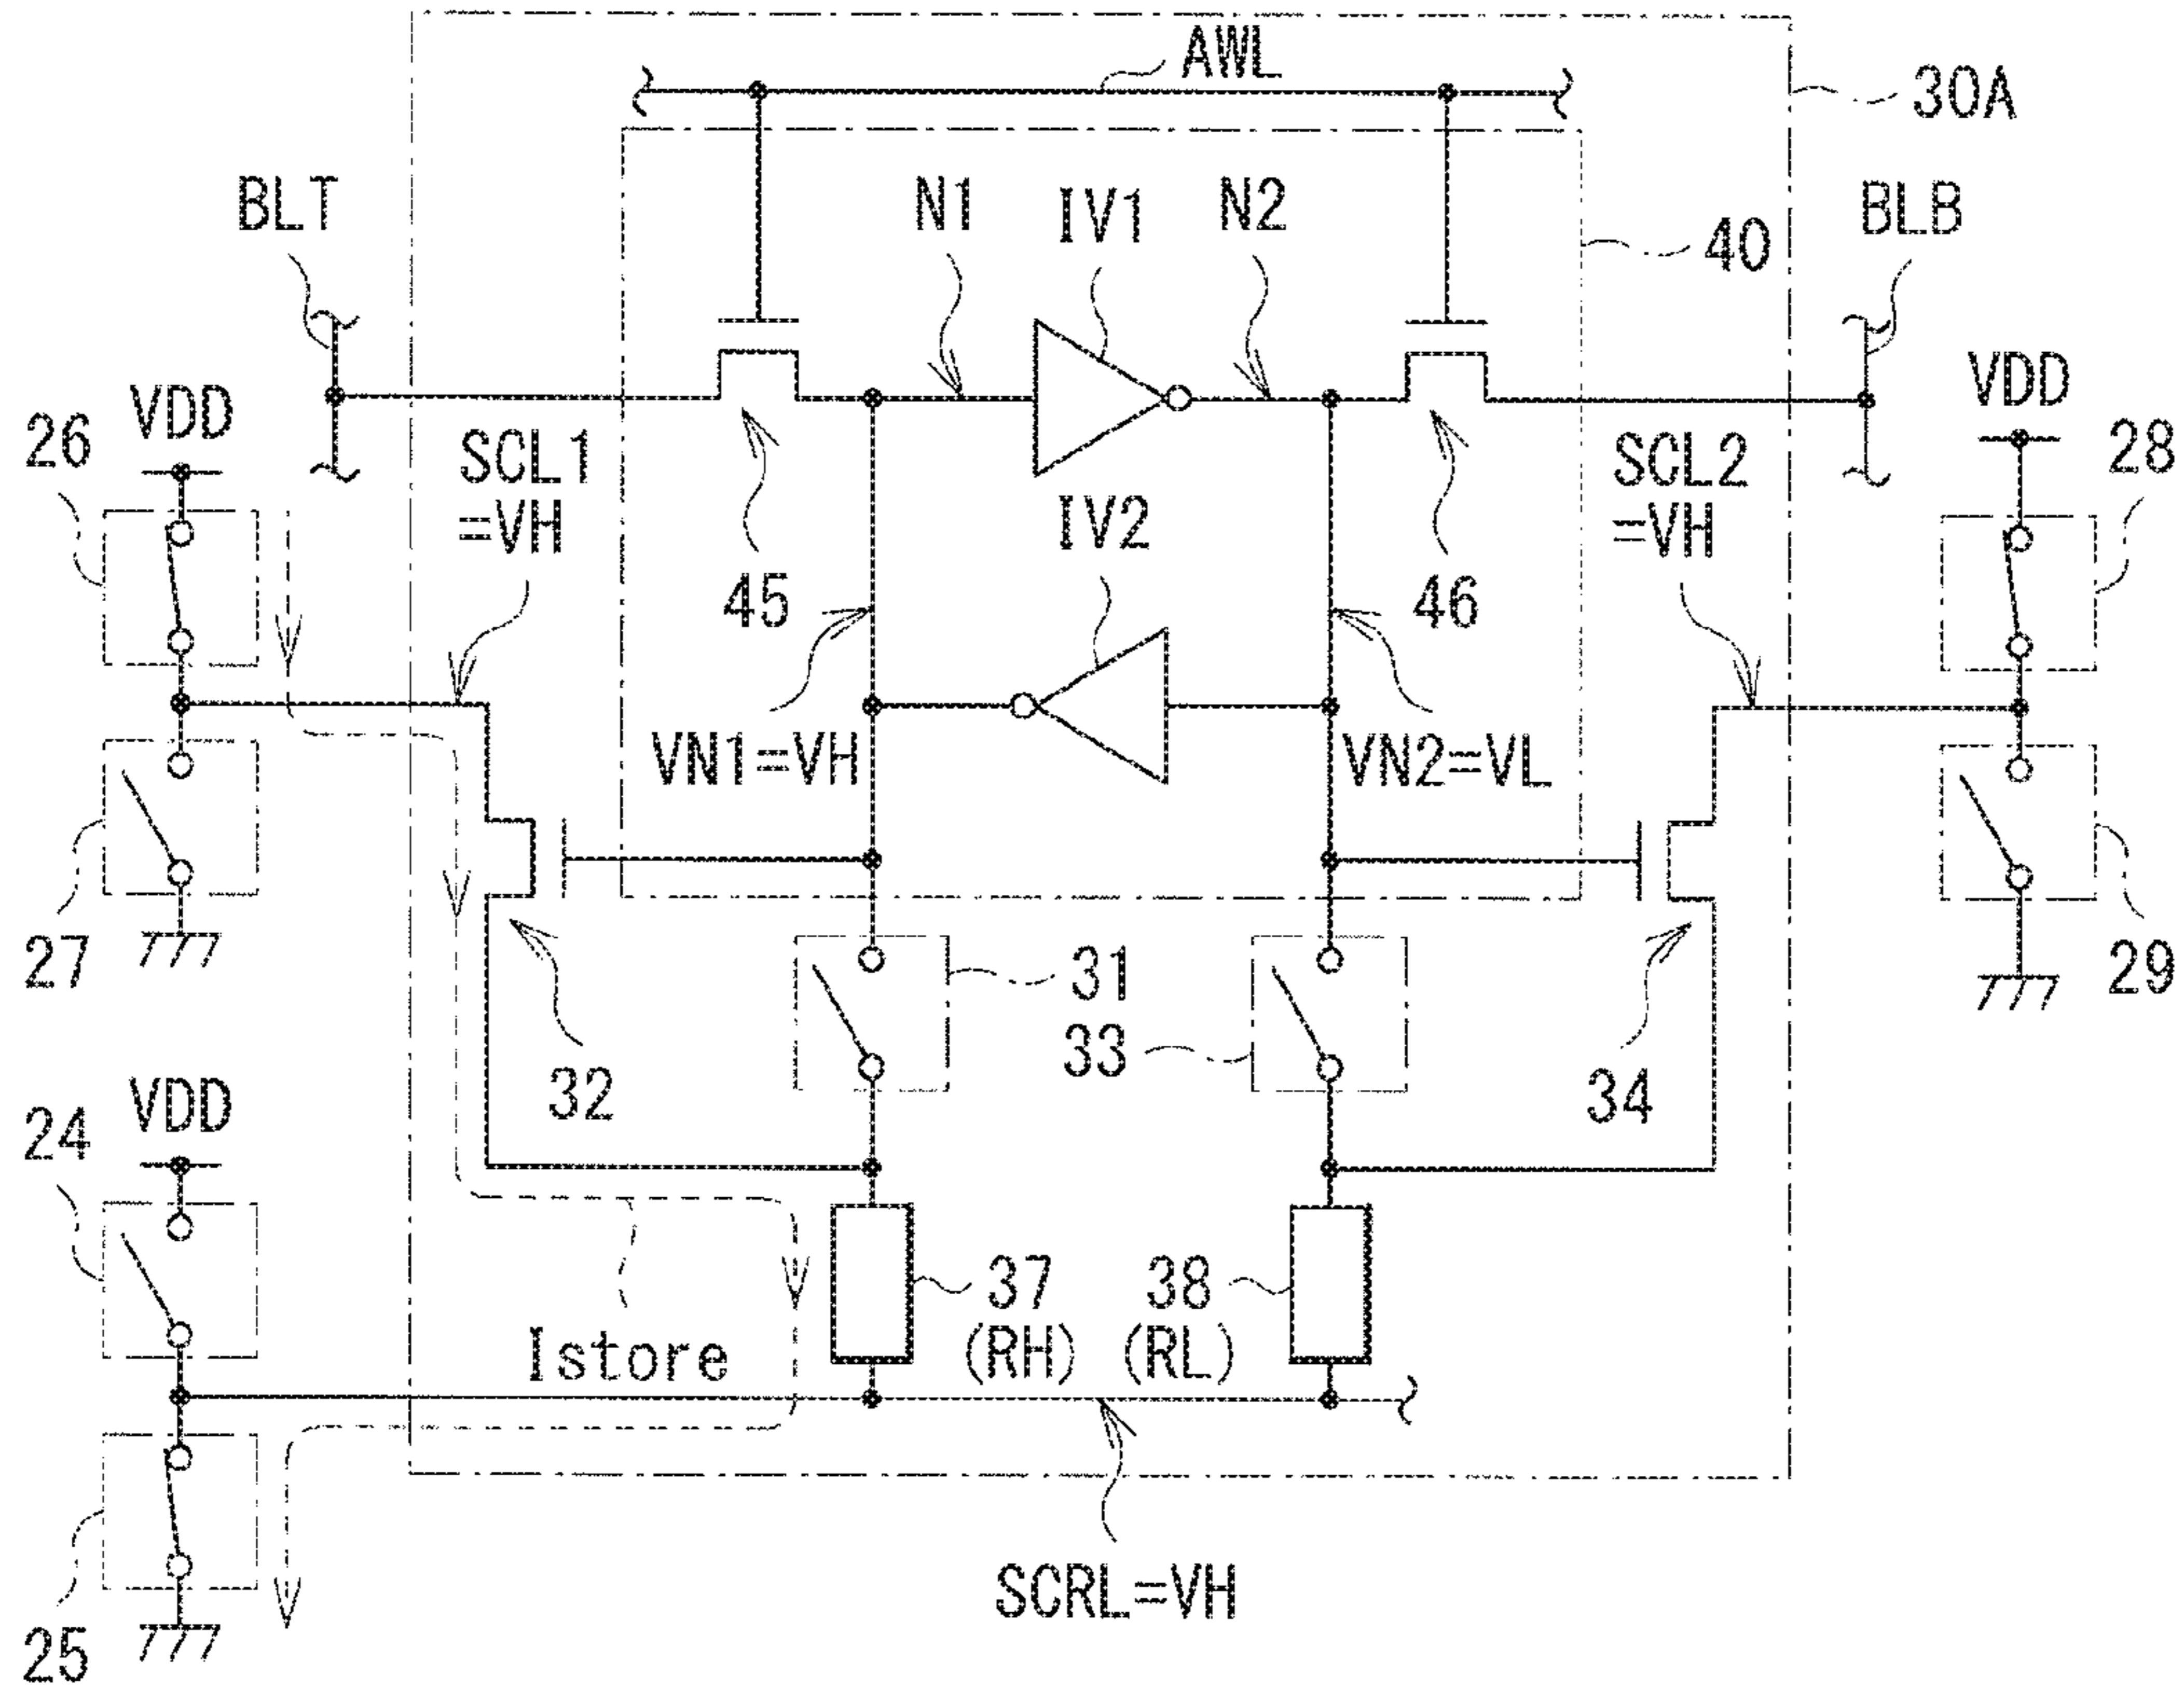 AWL
30A
BLT
N1
IV1
N2
BLB
40
VDD
26
SCL1
=VH
45
IV2
46
SCL2
=VH
VDD
28
VN1=VH
VN2=VL
27
32
31
33
34
29
VDD
24
37
(RH)
38
(RL)
Istore
25
SCRL=VH